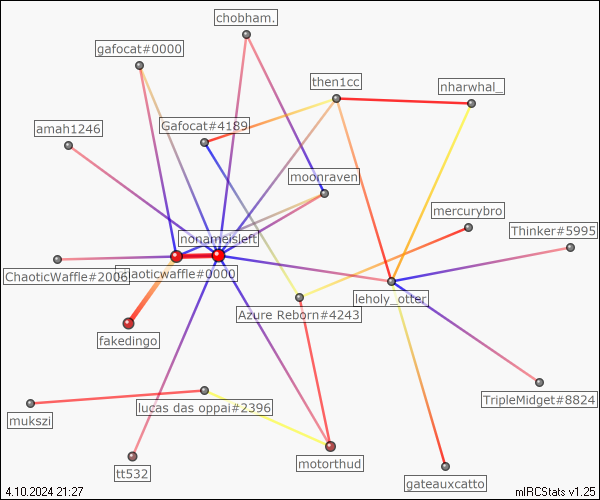 chobham.
gafocat#0000
then1cc
nharwhal_
Gafocat#4189
amah1246
moonraven
mercurybro
Thinker#5995
nonameisleft
ChaoticWaffle#2006
Chaoticwaffle#0000
leholy_otter
Azure Reborn#4243
fakedingo
TripleMidget#8824
lucas das oppai#2396
mukszi
motorthud
tt532
gateauxcatto
4.10.2024 21:27
mIRCStats v1.25